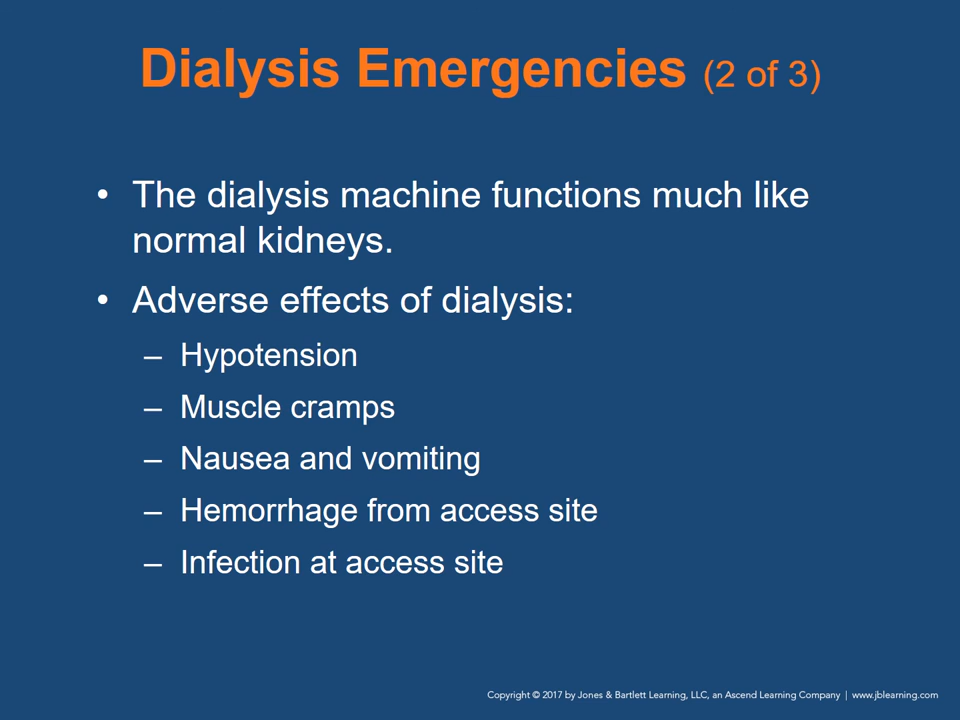 Dialysis Emergencies (2 of 3)
• The dialysis machine functions much like
normal kidneys.
• Adverse effects of dialysis:
– Hypotension
– Muscle cramps
– Nausea and vomiting
– Hemorrhage from access site
– Infection at access site
Copyright © 2017 by Jones & Bartlett Learning, LLC, an Ascend Learning Company | www.jblearning.com